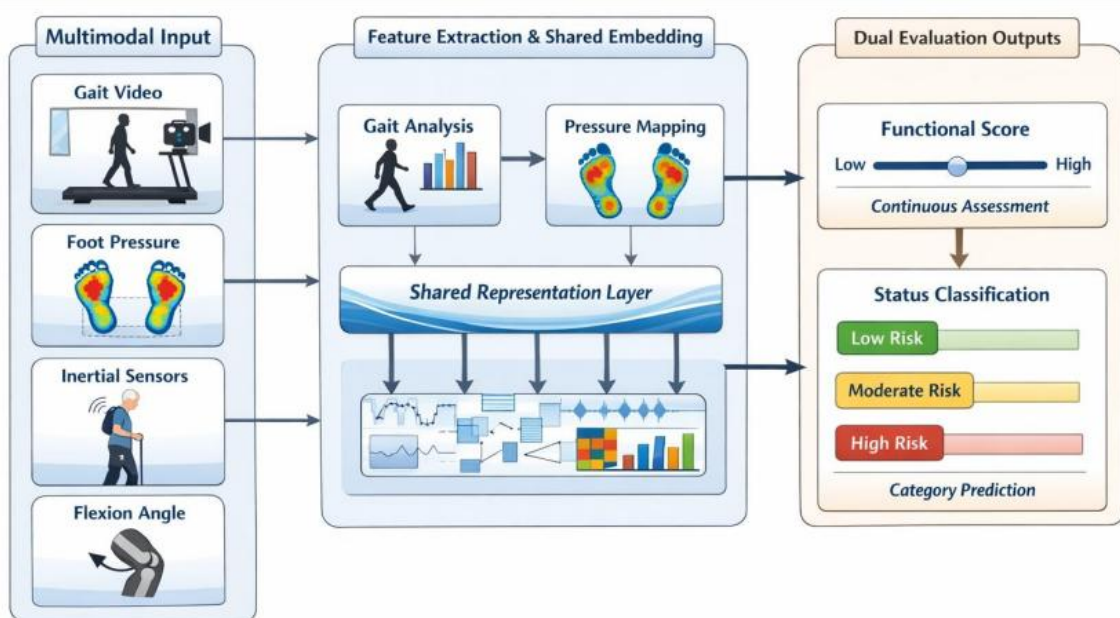 Multimodal Input
Gait Video
Foot Pressure
Inertial Sensors
Flexion Angle
Feature Extraction & Shared Embedding
Gait Analysis
Pressure Mapping
Shared Representation Layer
Dual Evaluation Outputs
Functional Score
Low
High
Continuous Assessment
Status Classification
Low Risk
Moderate Risk
High Risk
Category Prediction